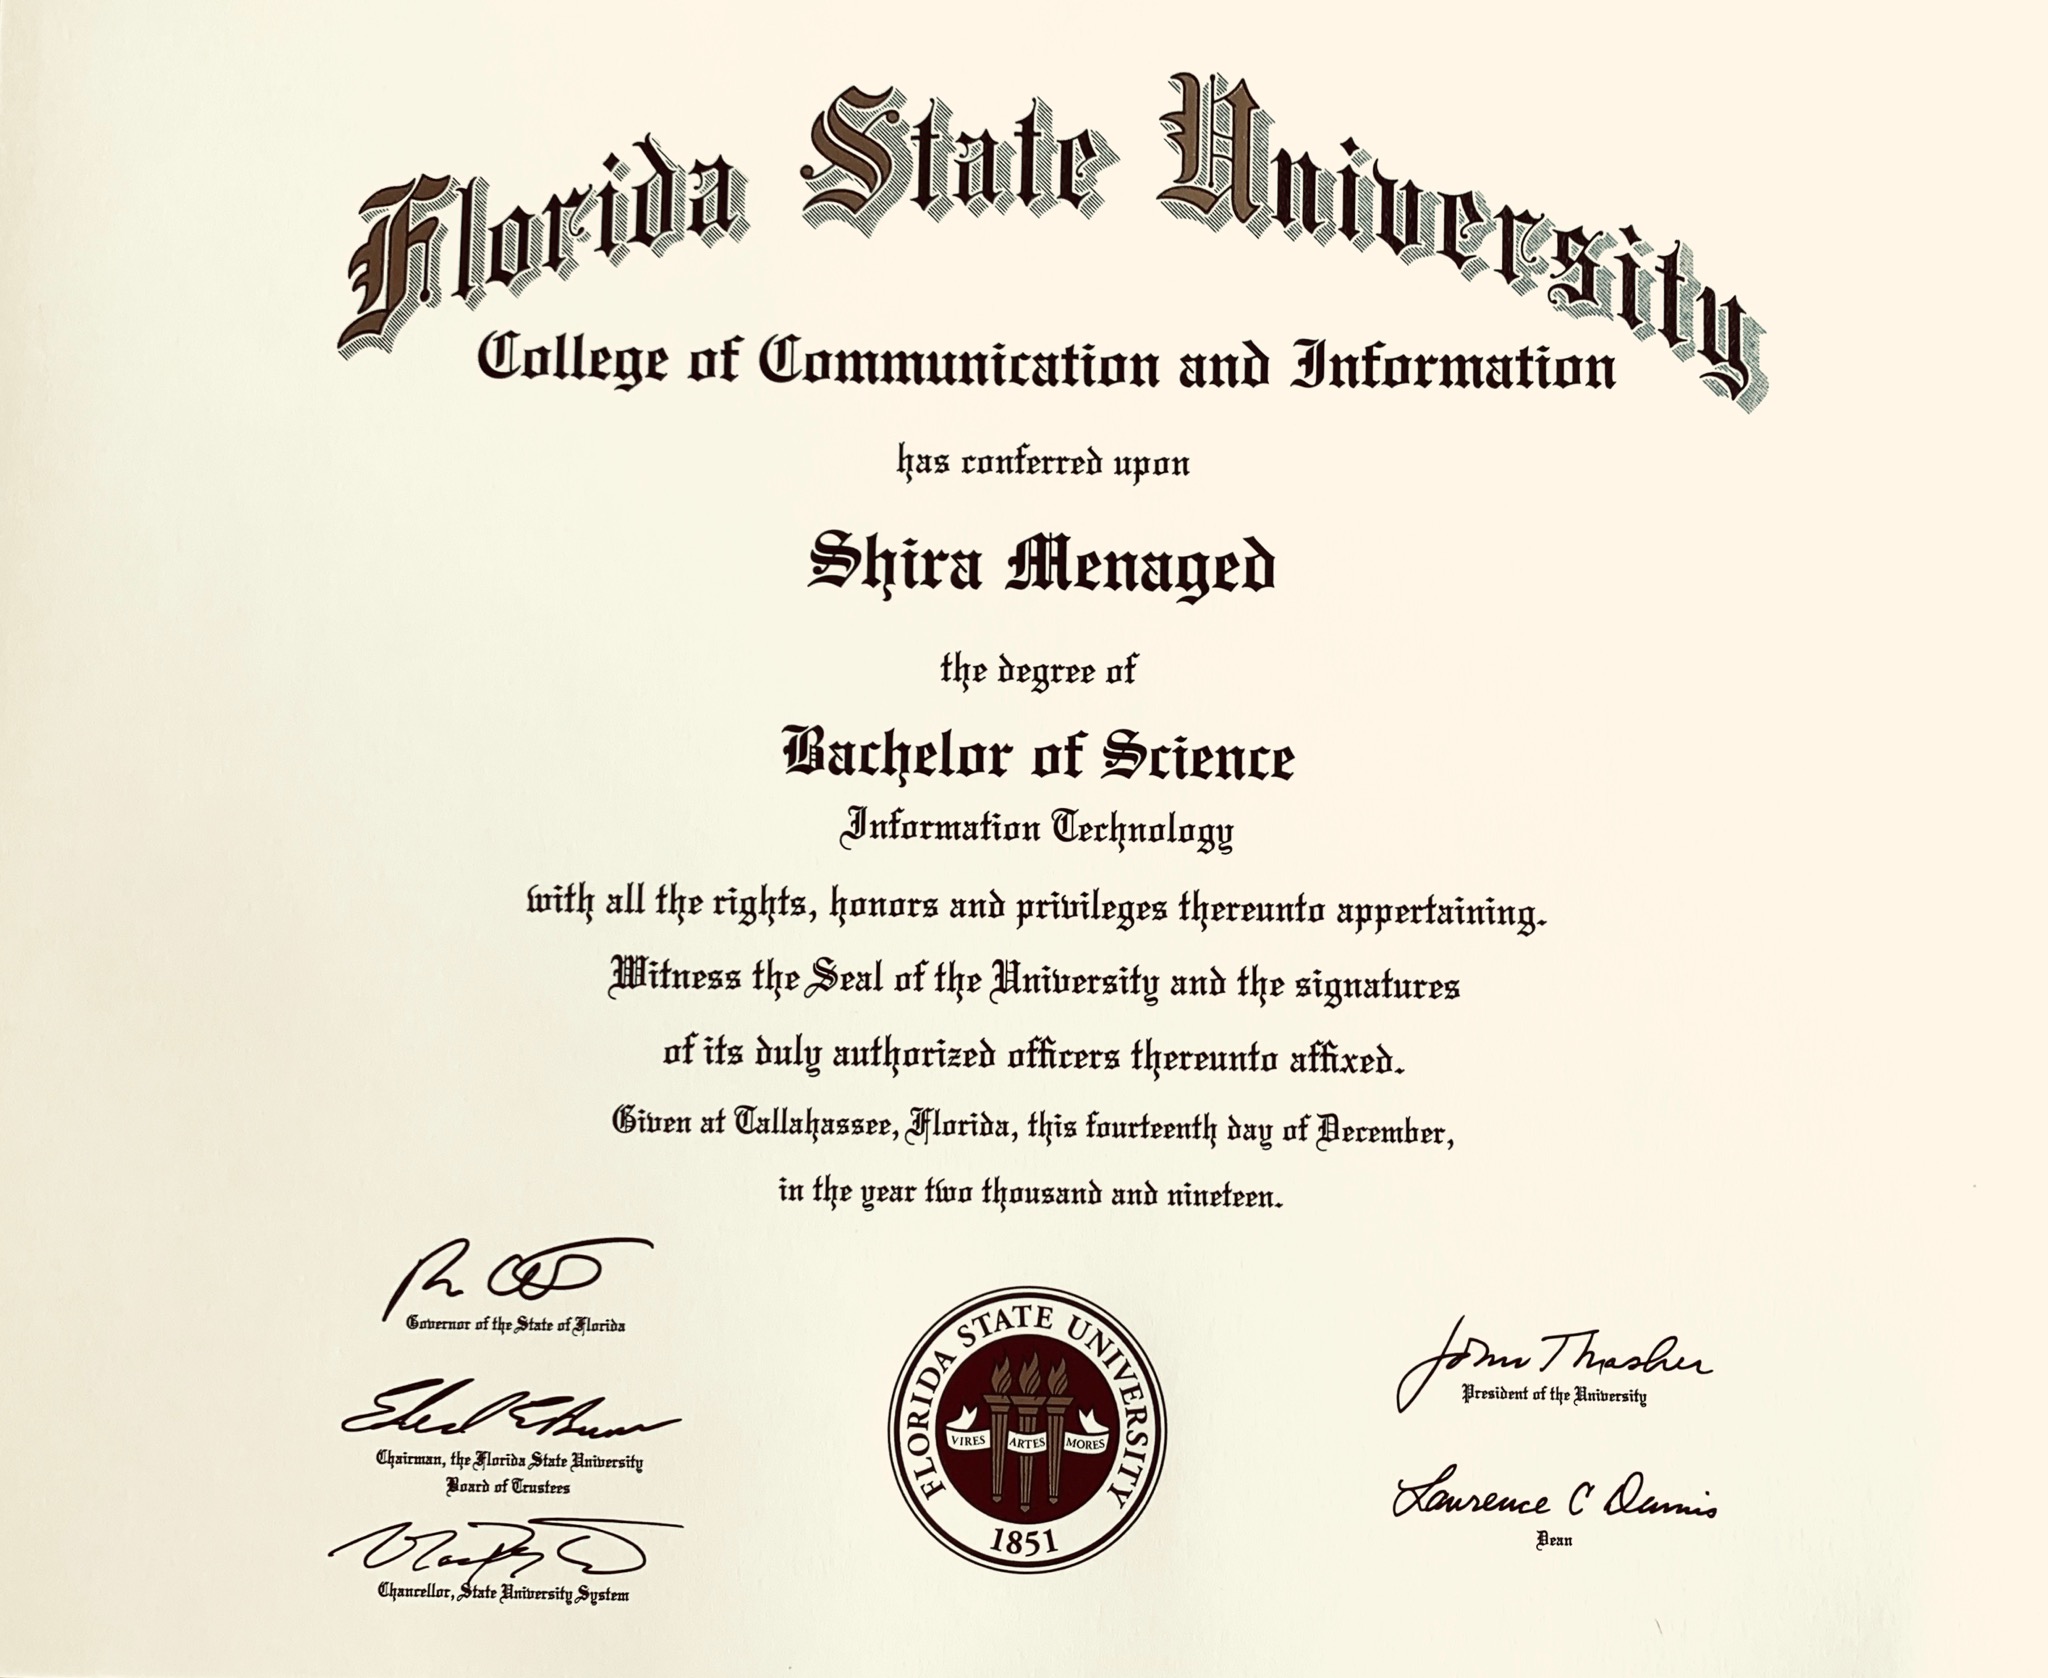 Florida State University
College of Communication and Information
has conferred upon
Shira Menaged
the degree of
Bachelor of Science
Information Technology
with all the rights, honors and privileges thereunto appertaining.
Witness the Seal of the University and the signatures
of its duly authorized officers thereunto affixed.
Given at Tallahassee, Florida, this fourteenth day of December,
in the year two thousand and nineteen.
Governor of the State of Florida
Chairman, the Florida State University
Board of Trustees
Chancellor, State University System
FLORIDA STATE UNIVERSITY
VIRES ARTES MORES
1851
John Thrasher
President of the University
Lawrence C Dennis
Dean